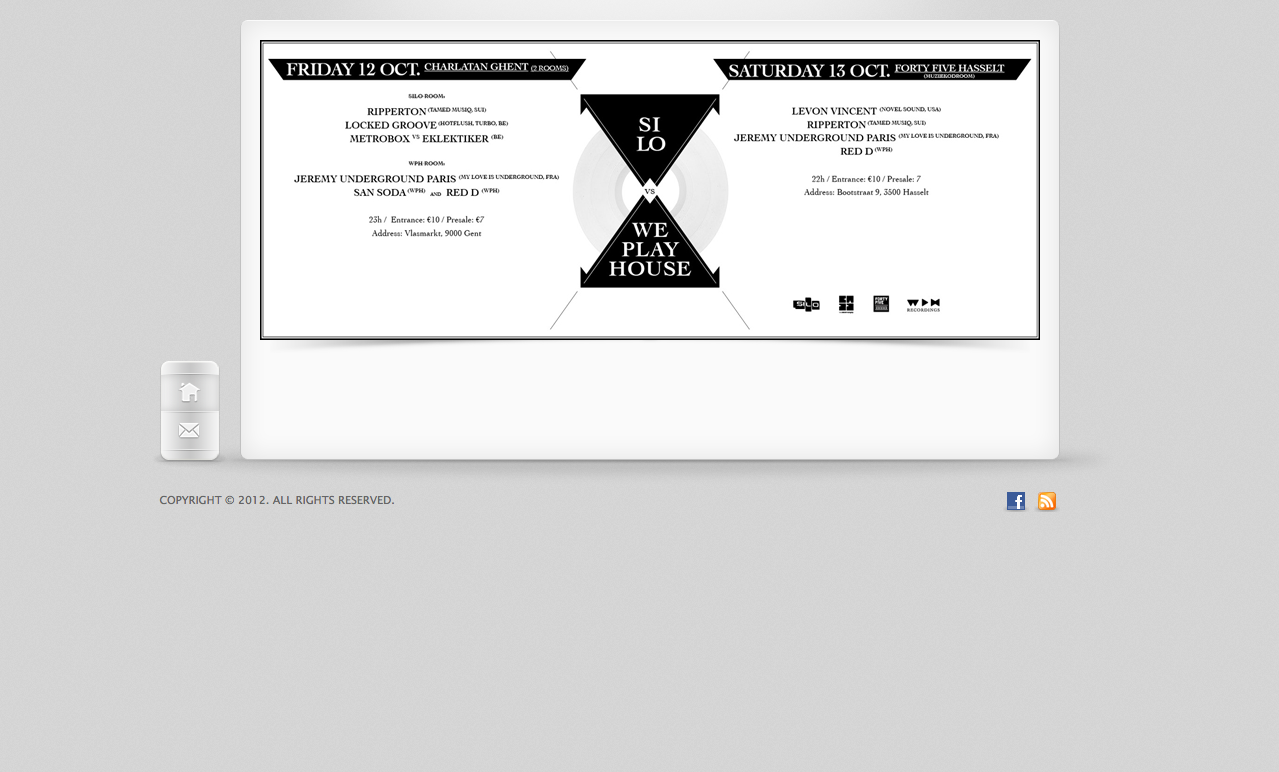 FRIDAY 12 OCT. CHARLATAN GHENT (2 ROOMS)
SILO ROOM:
RIPPERTON (TAMED MUSIQ, SUI)
LOCKED GROOVE (HOTFLUSH, TURBO, BE)
METROBOX VS EKLEKTIKER (BE)
WPH ROOM:
JEREMY UNDERGROUND PARIS (MY LOVE IS UNDERGROUND, FRA)
SAN SODA (WPH) AND RED D (WPH)
23h / Entrance: €10 / Presale: €7
Address: Vlasmarkt, 9000 Gent
SI
LO
VS
WE
PLAY
HOUSE
SATURDAY 13 OCT. FORTY FIVE HASSELT
(MUZIEKODROOM)
LEVON VINCENT (NOVEL SOUND, USA)
RIPPERTON (TAMED MUSIQ, SUI)
JEREMY UNDERGROUND PARIS (MY LOVE IS UNDERGROUND, FRA)
RED D (WPH)
22h / Entrance: €10 / Presale: 7
Address: Bootstraat 9, 3500 Hasselt
SILO
FORTY
FIVE
RECORDINGS
COPYRIGHT © 2012. ALL RIGHTS RESERVED.